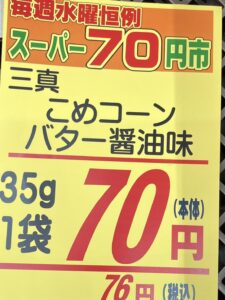 毎週水曜恒例
スーパー70円市
三真
こめコーン
バター醤油味
35g
1袋
70円
(本体)
76円(税込)